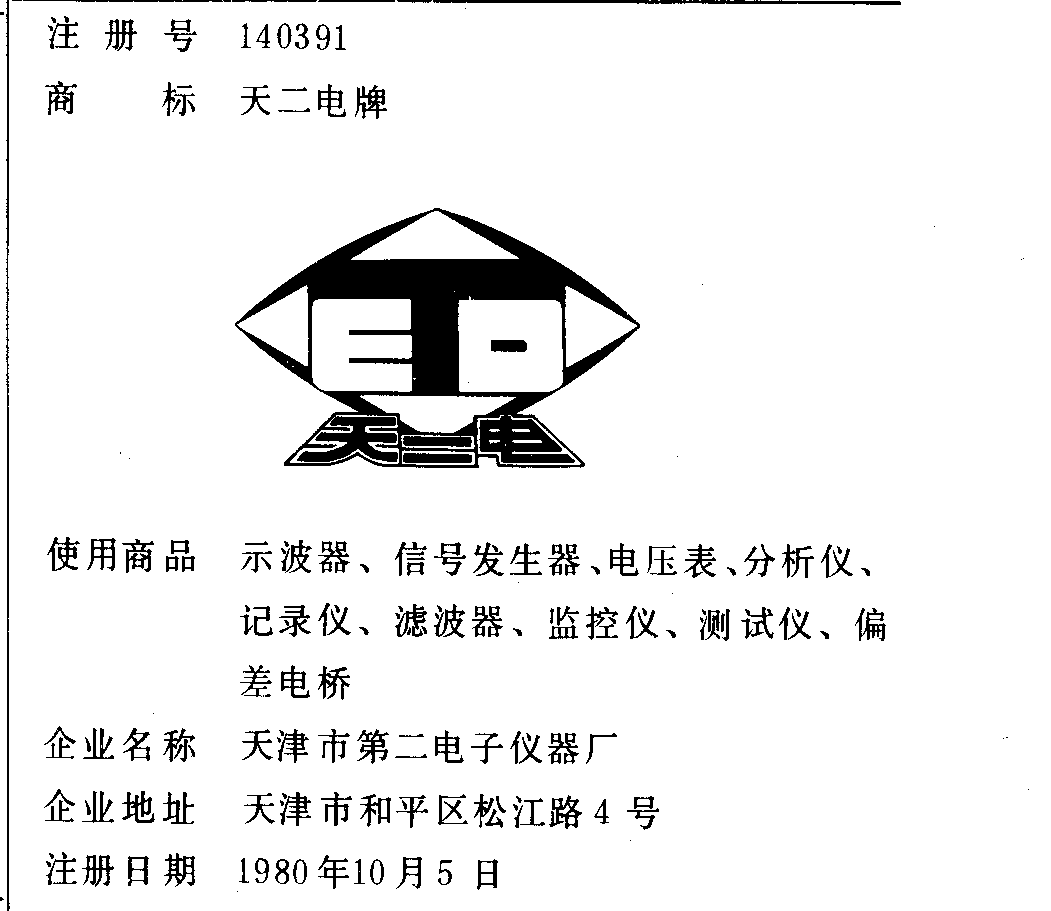 注册号 140391
商标 天二电牌
天二电
使用商品 示波器、信号发生器、电压表、分析仪、
记录仪、滤波器、监控仪、测试仪、偏
差电桥
企业名称 天津市第二电子仪器厂
企业地址 天津市和平区松江路4号
注册日期 1980年10月5日